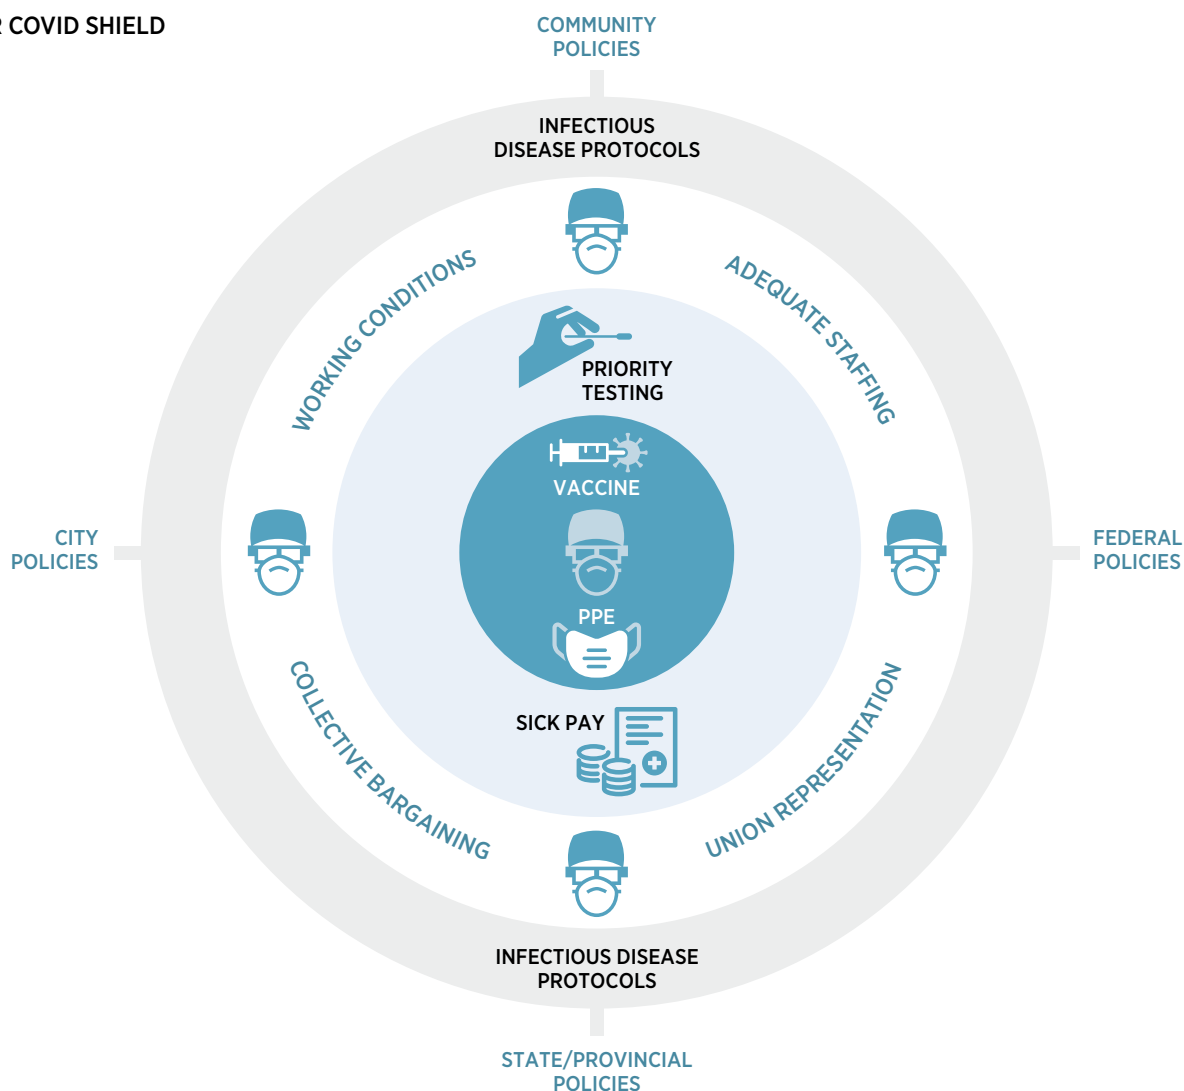 COVID SHIELD
COMMUNITY
POLICIES
INFECTIOUS
DISEASE PROTOCOLS
WORKING CONDITIONS
ADEQUATE STAFFING
PRIORITY
TESTING
VACCINE
CITY
POLICIES
FEDERAL
POLICIES
PPE
SICK PAY
COLLECTIVE BARGAINING
UNION REPRESENTATION
INFECTIOUS DISEASE
PROTOCOLS
STATE/PROVINCIAL
POLICIES